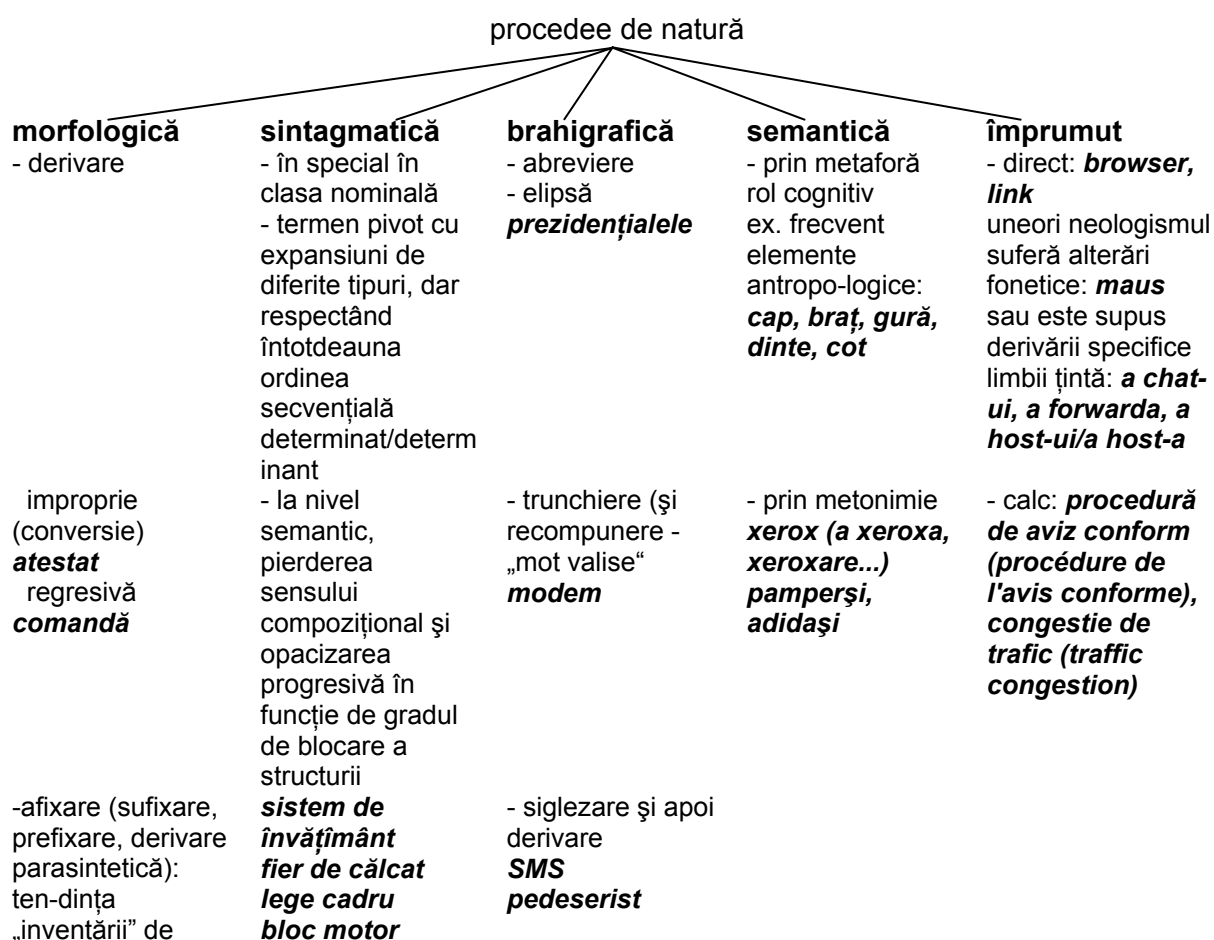 procedee de natură
morfologică
- derivare
improprie
(conversie)
atestat
regresivă
comandă
-afixare (sufixare,
prefixare, derivare
parasintetică):
ten-dința
„inventării” de
sintagmatică
- în special în
clasa nominală
- termen pivot cu
expansiuni de
diferite tipuri, dar
respectând
întotdeauna
ordinea
secvențială
determinat/determ
inant
- la nivel
semantic,
pierderea
sensului
compozițional și
opacizarea
progresivă în
funcție de gradul
de blocare a
structurii
sistem de
învățîmânt
fier de călcat
lege cadru
bloc motor
brahigrafică
- abreviere
- elipsă
prezidențialele
- trunchiere (și
recompunere -
„mot valise“
modem
- siglezare și apoi
derivare
SMS
pedeserist
semantică
- prin metaforă
rol cognitiv
ex. frecvent
elemente
antropo-logice:
cap, braț, gură,
dinte, cot
- prin metonimie
xerox (a xeroxa,
xeroxare...)
pamperși,
adidași
împrumut
- direct: browser,
link
uneori neologismul
suferă alterări
fonetice: maus
sau este supus
derivării specifice
limbii țintă: a chat-
ui, a forwarda, a
host-ui/a host-a
- calc: procedură
de aviz conform
(procédure de
l'avis conforme),
congestie de
trafic (traffic
congestion)